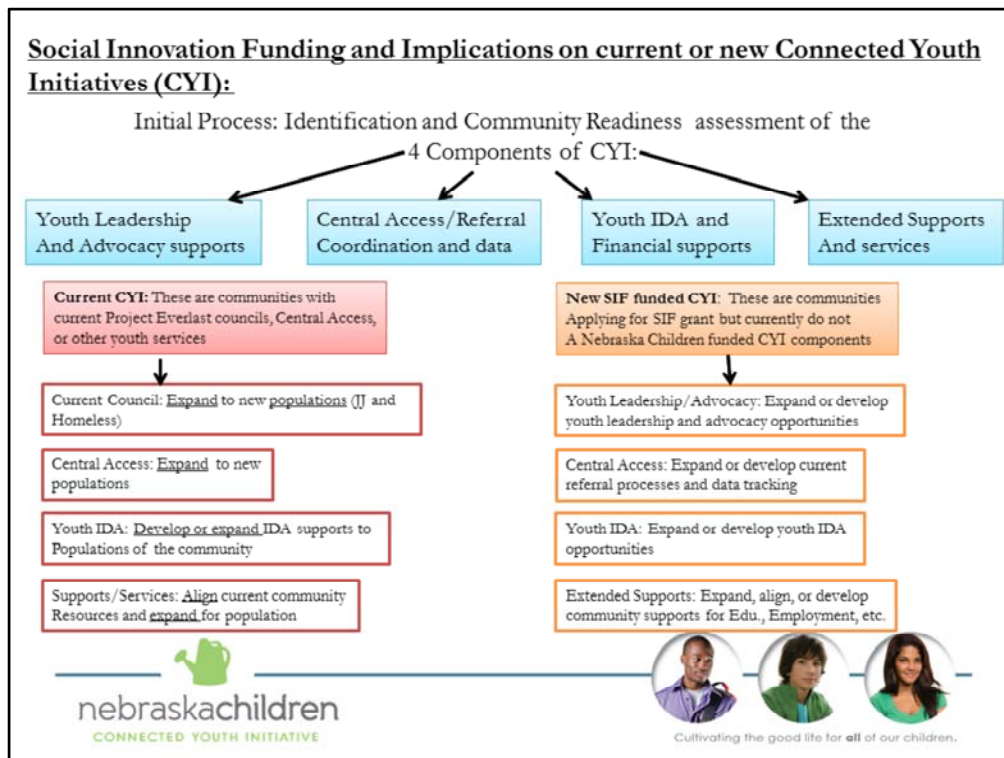 Social Innovation Funding and Implications on current or new Connected Youth
Initiatives (CYI):
Initial Process: Identification and Community Readiness assessment of the
4 Components of CYI:
Youth Leadership
And Advocacy supports
Central Access/Referral
Coordination and data
Youth IDA and
Financial supports
Extended Supports
And services
Current CYI: These are communities with
current Project Everlast councils, Central Access,
or other youth services
Current Council: Expand to new populations (JJ and
Homeless)
Central Access: Expand to new
populations
Youth IDA: Develop or expand IDA supports to
Populations of the community
Supports/Services: Align current community
Resources and expand for population
New SIF funded CYI: These are communities
Applying for SIF grant but currently do not
A Nebraska Children funded CYI components
Youth Leadership/Advocacy: Expand or develop
youth leadership and advocacy opportunities
Central Access: Expand or develop current
referral processes and data tracking
Youth IDA: Expand or develop youth IDA
opportunities
Extended Supports: Expand, align, or develop
community supports for Edu., Employment, etc.
nebraskachildren
CONNECTED YOUTH INITIATIVE
Cultivating the good life for all of our children.